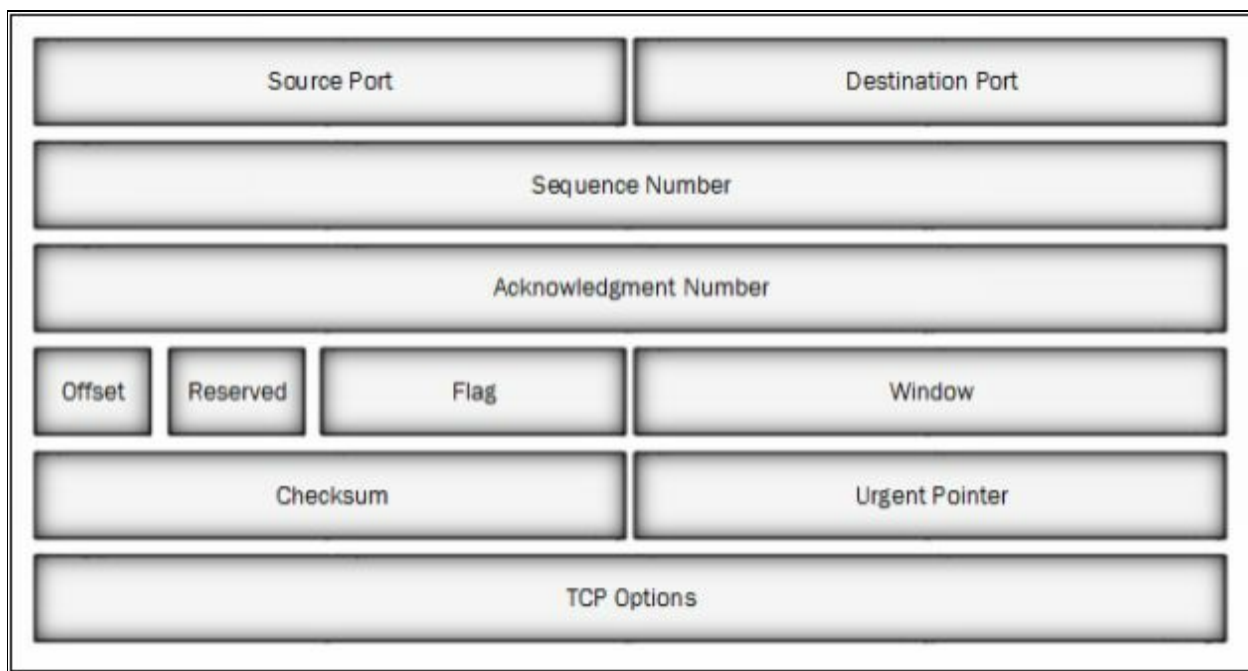 Source Port Destination Port
Sequence Number
Acknowledgment Number
Offset Reserved Flag Window
Checksum Urgent Pointer
TCP Options